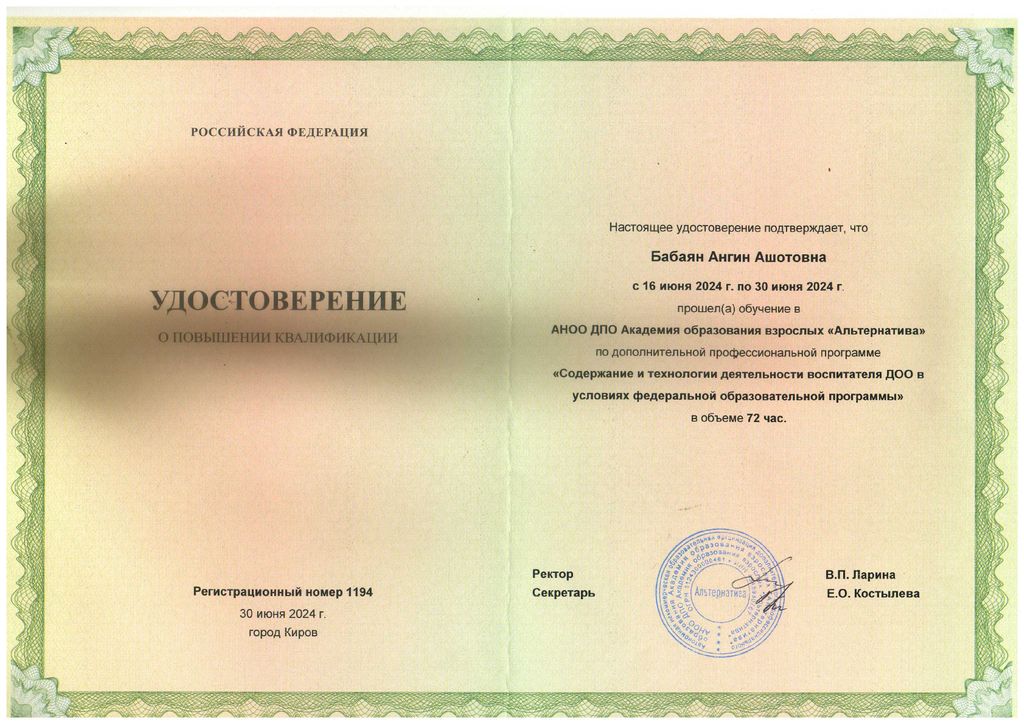 РОССИЙСКАЯ ФЕДЕРАЦИЯ
УДОСТОВЕРЕНИЕ
О ПОВЫШЕНИИ КВАЛИФИКАЦИИ
Регистрационный номер 1194
30 июня 2024 г.
город Киров
Настоящее удостоверение подтверждает, что
Бабаян Ангин Ашотовна
с 16 июня 2024 г. по 30 июня 2024 г.
прошел(а) обучение в
АНОО ДПО Академия образования взрослых «Альтернатива»
по дополнительной профессиональной программе
«Содержание и технологии деятельности воспитателя ДОО в
условиях федеральной образовательной программы»
в объеме 72 час.
Ректор
В.П. Ларина
Секретарь
Е.О. Костылева
Альтернатива